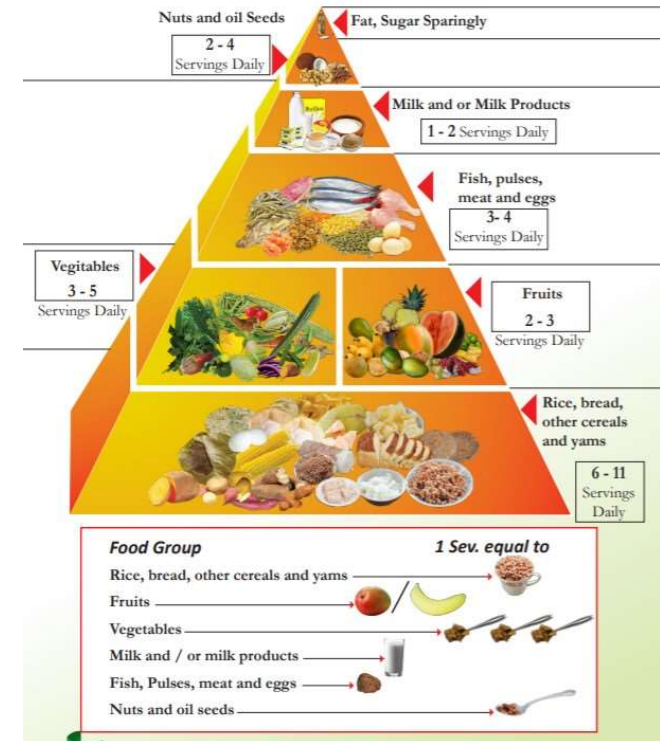 Nuts and oil Seeds
2 - 4
Servings Daily
Fat, Sugar Sparingly
Milk and or Milk Products
1 - 2 Servings Daily
Fish, pulses,
meat and eggs
3- 4
Servings Daily
Vegitables
3 - 5
Servings Daily
Fruits
2 - 3
Servings Daily
Rice, bread,
other cereals
and yams
6 - 11
Servings
Daily
Food Group 1 Sev. equal to
Rice, bread, other cereals and yams
Fruits
/
Vegetables
Milk and / or milk products
Fish, Pulses, meat and eggs
Nuts and oil seeds